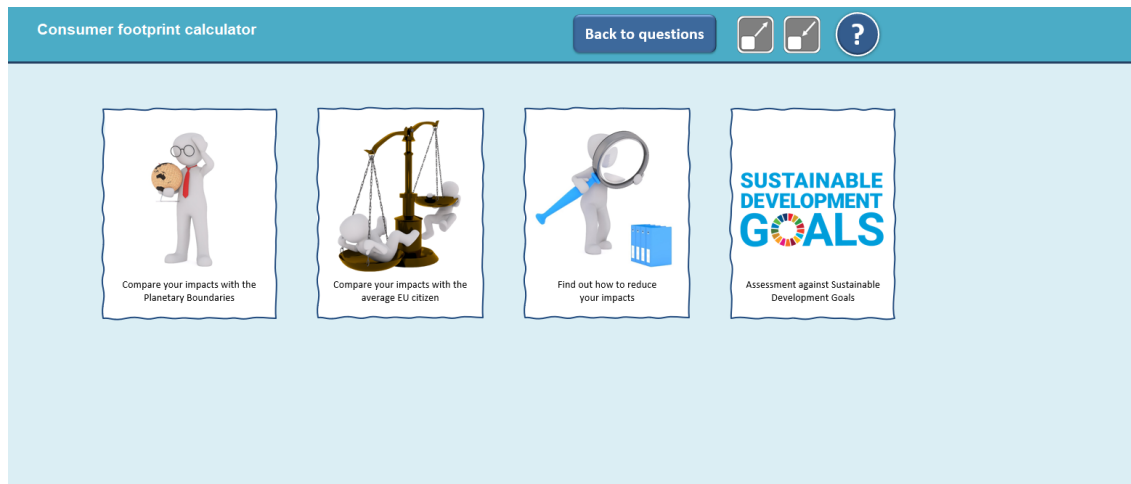 Consumer footprint calculator
Back to questions
?
Compare your impacts with the
Planetary Boundaries
Compare your impacts with the
average EU citizen
Find out how to reduce
your impacts
SUSTAINABLE
DEVELOPMENT
GOALS
Assessment against Sustainable
Development Goals